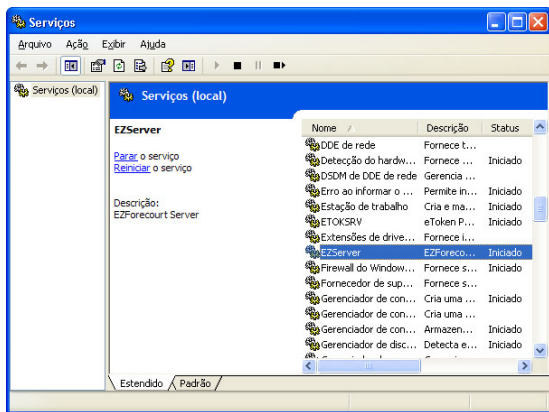 Serviços
Arquivo Ação Exibir Ajuda
Serviços (local)
Serviços (local)
EZServer
Parar o serviço
Reiniciar o serviço
Descrição:
EZForecourt Server
Nome Descrição Status
DDE de rede Fornece t...
Detecção do hardw... Fornece ... Iniciado
DSDM de DDE de rede Gerencia ...
Erro ao informar o ... Permite in... Iniciado
Estação de trabalho Cria e ma... Iniciado
ETOKSRV eToken P... Iniciado
Extensões de drive... Fornece i...
EZServer EZForeco... Iniciado
Firewall do Window... Fornece s... Iniciado
Fornecedor de sup... Fornece s...
Gerenciador de con... Cria uma ... Iniciado
Gerenciador de con... Cria uma ...
Gerenciador de con... Armazen... Iniciado
Gerenciador de disc... Detecta e... Iniciado
Estendido Padrão